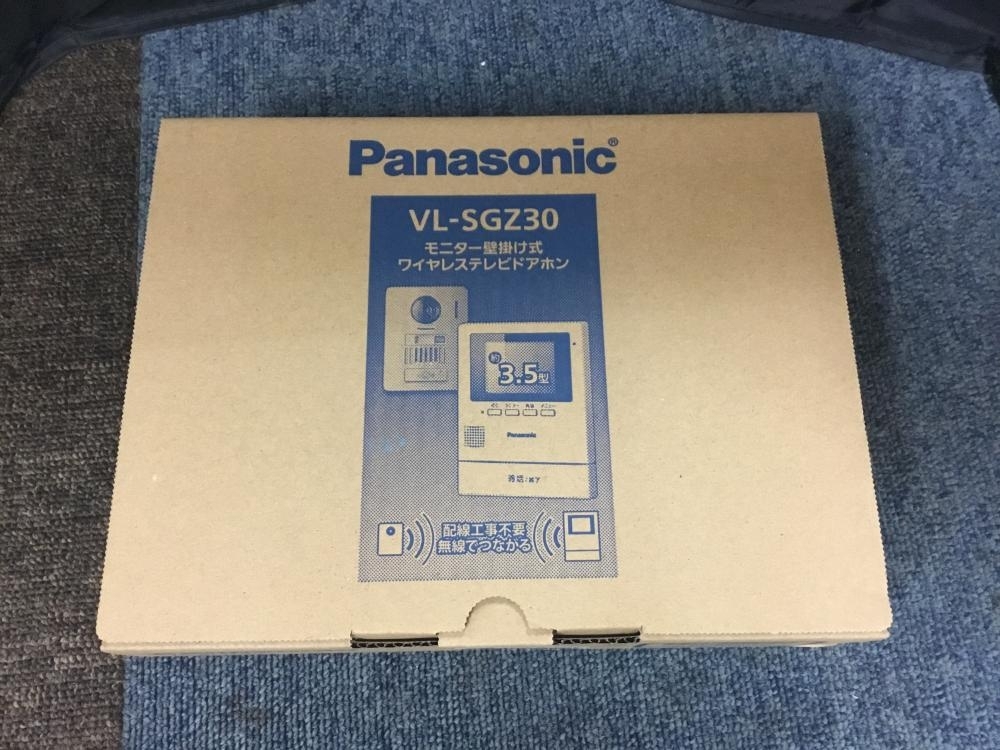 Panasonic®
VL-SGZ30
モニター壁掛け式
ワイヤレステレビドアホン
約
3.5型
Panasonic
配線工事不要
無線でつながる